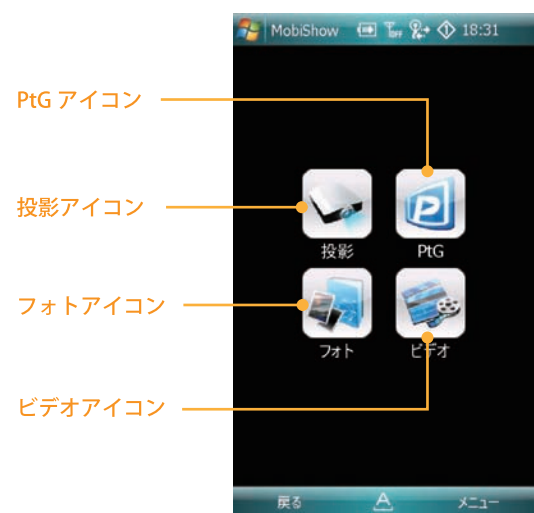 MobiShow OFF 18:31
PtG アイコン
投影アイコン
投影 PtG
フォトアイコン
フォト ビデオ
ビデオアイコン
戻る A メニュー